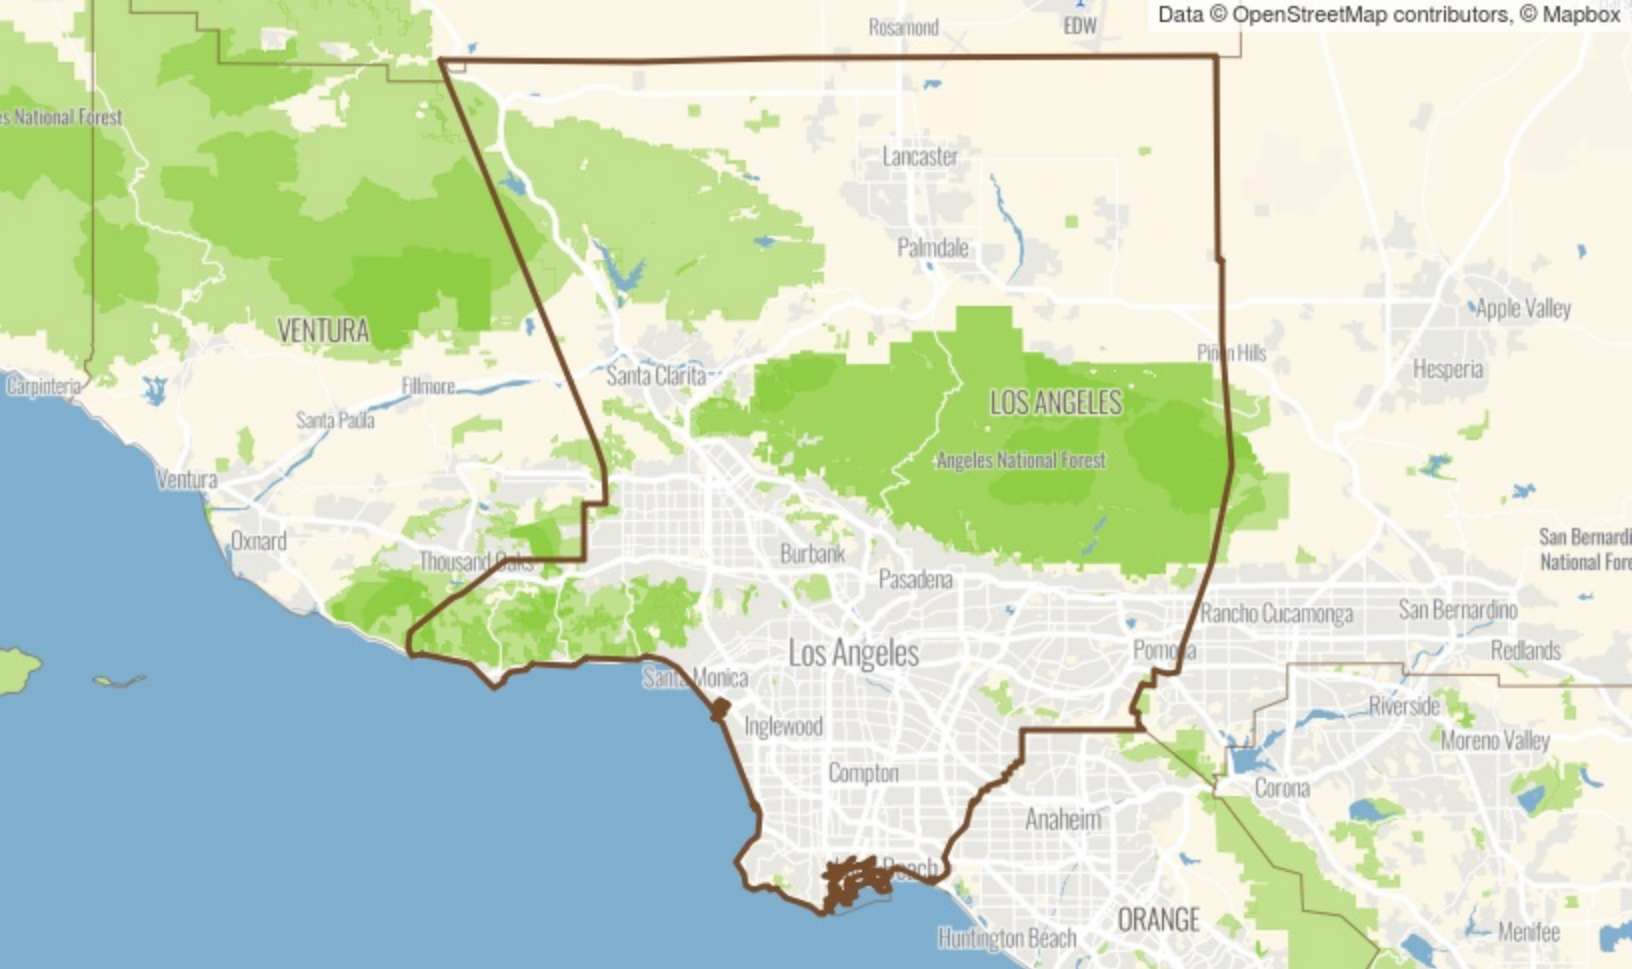 Data © OpenStreetMap contributors, © Mapbox
Rosamond
EDW
es National Forest
Lancaster
Palmdale
Apple Valley
VENTURA
Piñon Hills
Hesperia
Carpinteria
Fillmore
Santa Clarita
Santa Paula
LOS ANGELES
Angeles National Forest
Ventura
Oxnard
Thousand Oaks
Burbank
Pasadena
San Bernardi
National Fore
Rancho Cucamonga
San Bernardino
Los Angeles
Pomona
Redlands
Santa Monica
Riverside
Inglewood
Moreno Valley
Compton
Corona
Anaheim
Beach
ORANGE
Huntington Beach
Menifee